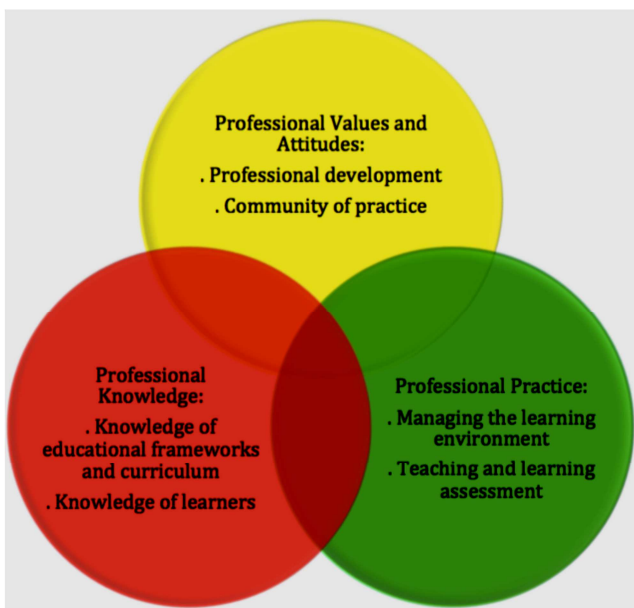 Professional Values and
Attitudes:
. Professional development
. Community of practice
Professional
Knowledge:
. Knowledge of
educational frameworks
and curriculum
. Knowledge of learners
Professional Practice:
. Managing the learning
environment
. Teaching and learning
assessment